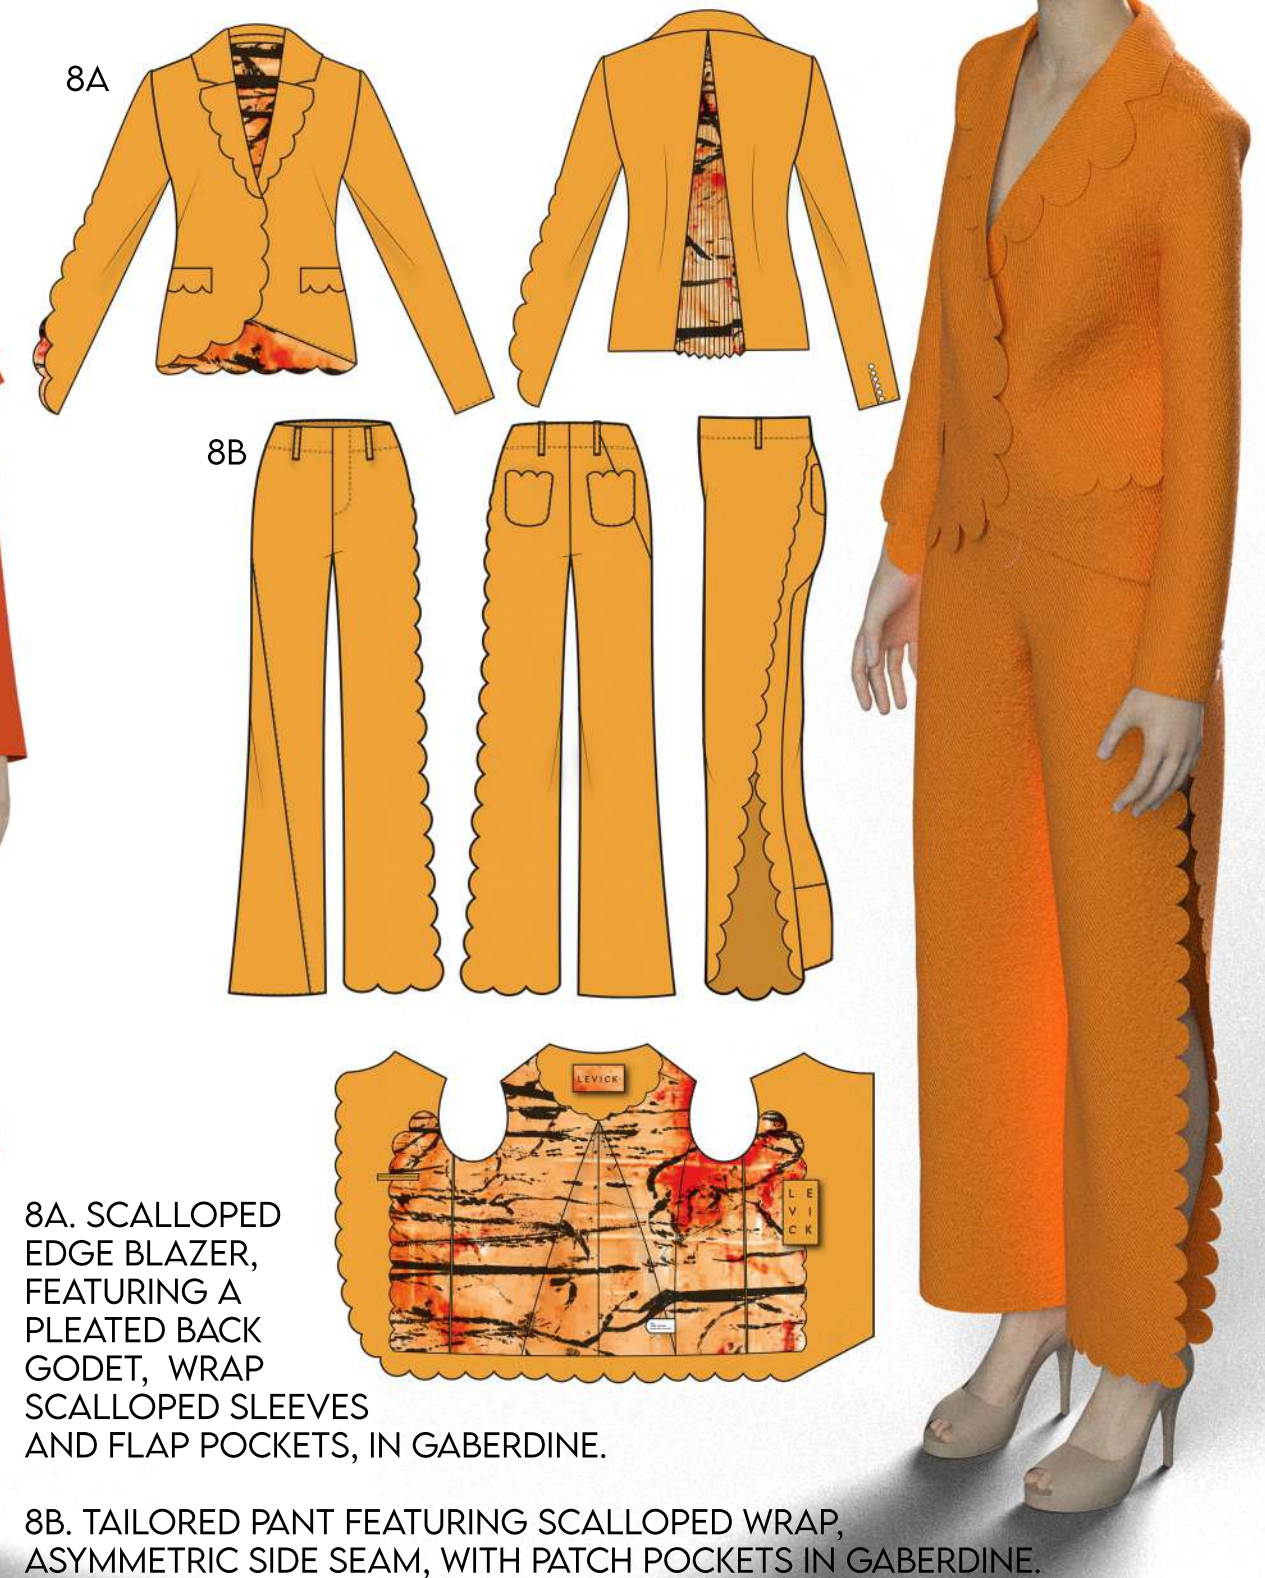 8A
8B
LEVICK
L E
V I
C K
8A. SCALLOPED
EDGE BLAZER,
FEATURING A
PLEATED BACK
GODET, WRAP
SCALLOPED SLEEVES
AND FLAP POCKETS, IN GABERDINE.
8B. TAILORED PANT FEATURING SCALLOPED WRAP,
ASYMMETRIC SIDE SEAM, WITH PATCH POCKETS IN GABERDINE.